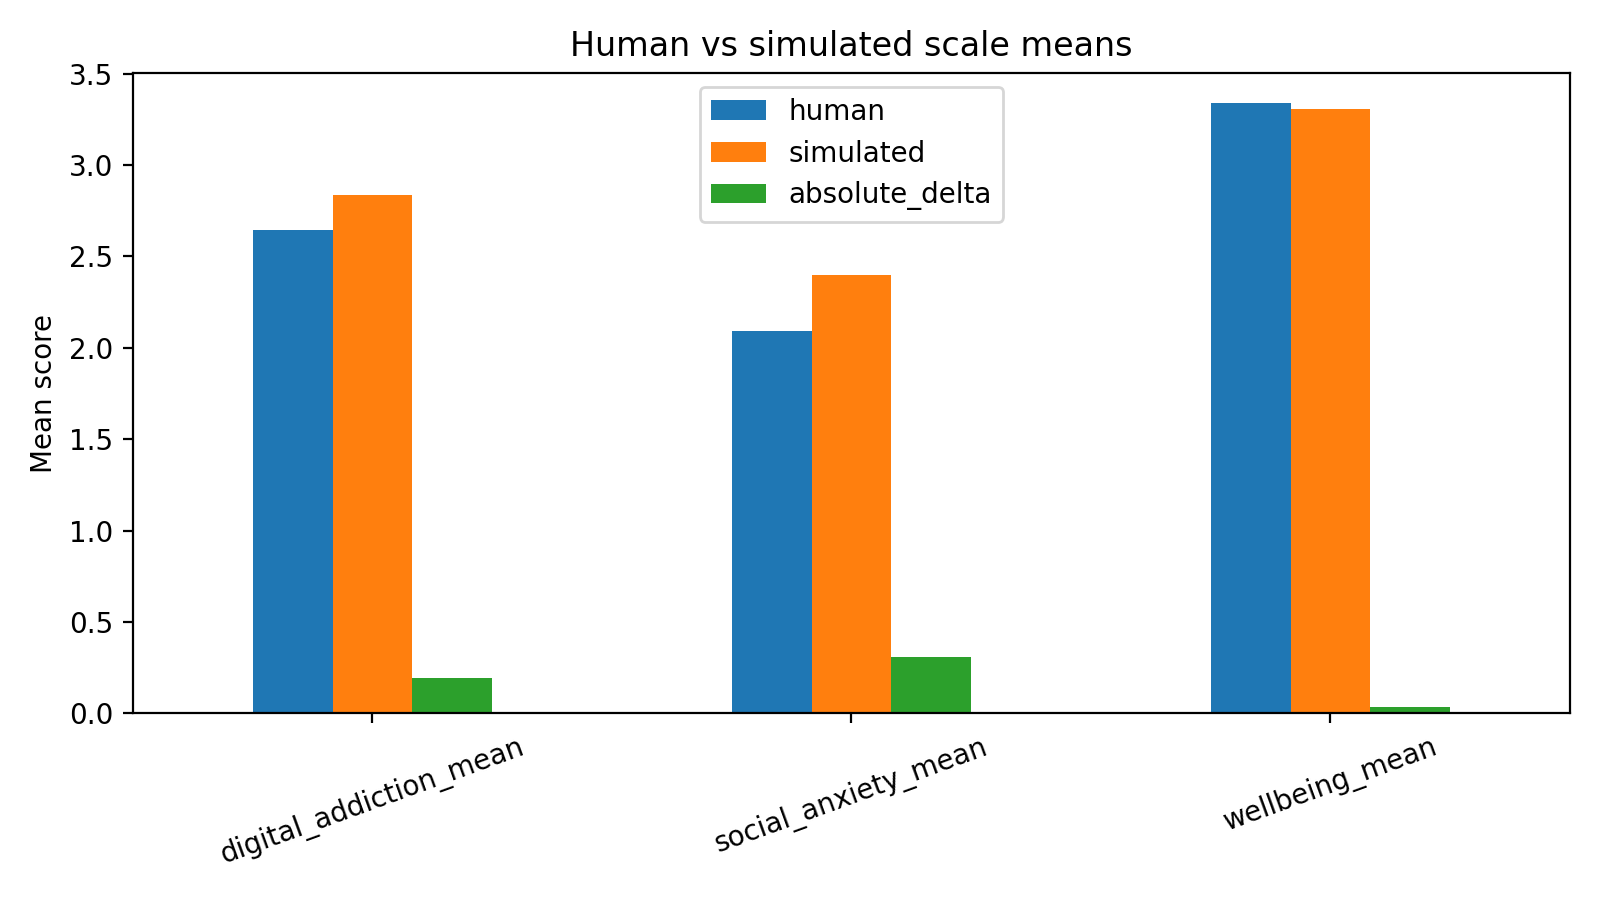 Human vs simulated scale means
3.5
3.0
2.5
2.0
1.5
1.0
0.5
0.0
Mean score
human
simulated
absolute_delta
digital_addiction_mean
social_anxiety_mean
wellbeing_mean